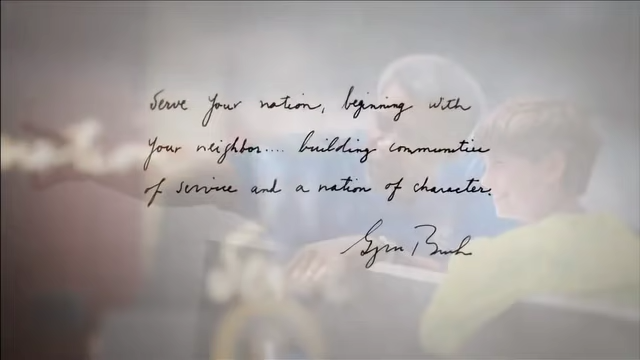 Serve your nation, beginning with
your neighbor.... building communities
of service and a nation of character.